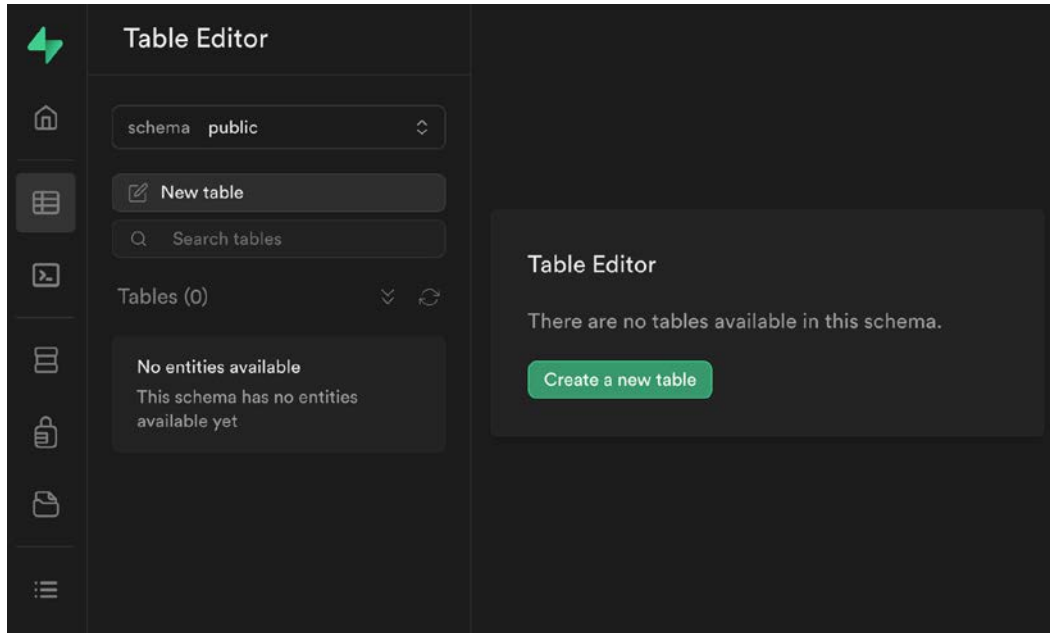 Table Editor
schema public
New table
Search tables
Tables (0)
No entities available
This schema has no entities
available yet
Table Editor
There are no tables available in this schema.
Create a new table